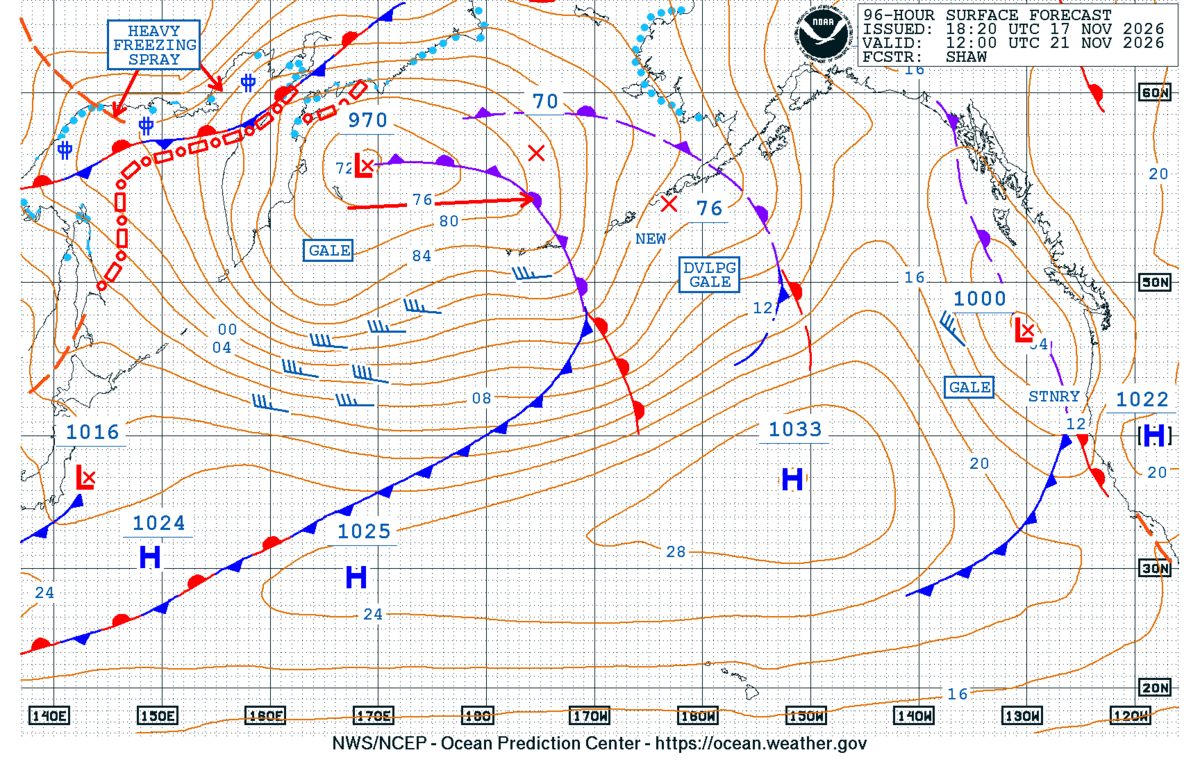 96-HOUR SURFACE FORECAST
ISSUED: 18:20 UTC 17 NOV 2026
VALID: 12:00 UTC 21 NOV 2026
FCSTR: SHAW
NOAA
HEAVY
FREEZING
SPRAY
16
60N
70
970
72
20
76
76
80
NEW
GALE
84
DVLPG
GALE
16
50N
12
1000
00
04
04
GALE
08
STNRY
1022
12
1016
1033
[H]
20
20
L
H
1024
1025
H
28
H
30N
24
24
16
20N
140E
150E
160E
170E
180
170W
160W
150W
140W
130W
120W
NWS/NCEP - Ocean Prediction Center - https://ocean.weather.gov